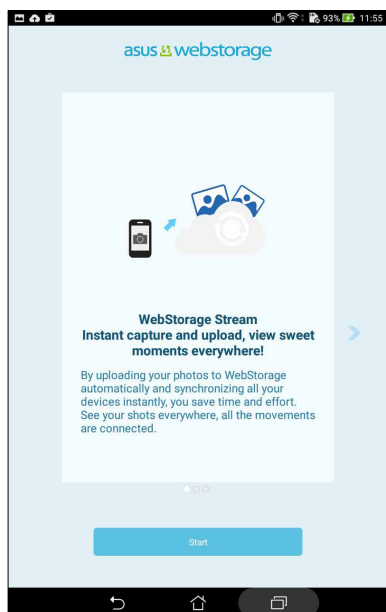 93% 11:55
asus webstorage
WebStorage Stream
Instant capture and upload, view sweet
moments everywhere!
By uploading your photos to WebStorage
automatically and synchronizing all your
devices instantly, you save time and effort.
See your shots everywhere, all the movements
are connected.
Start